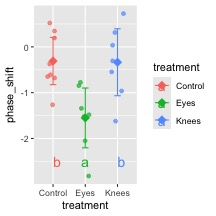 phase_shift
0
-1
-2
b a b
Control Eyes Knees
treatment
treatment
a Control
a Eyes
a Knees